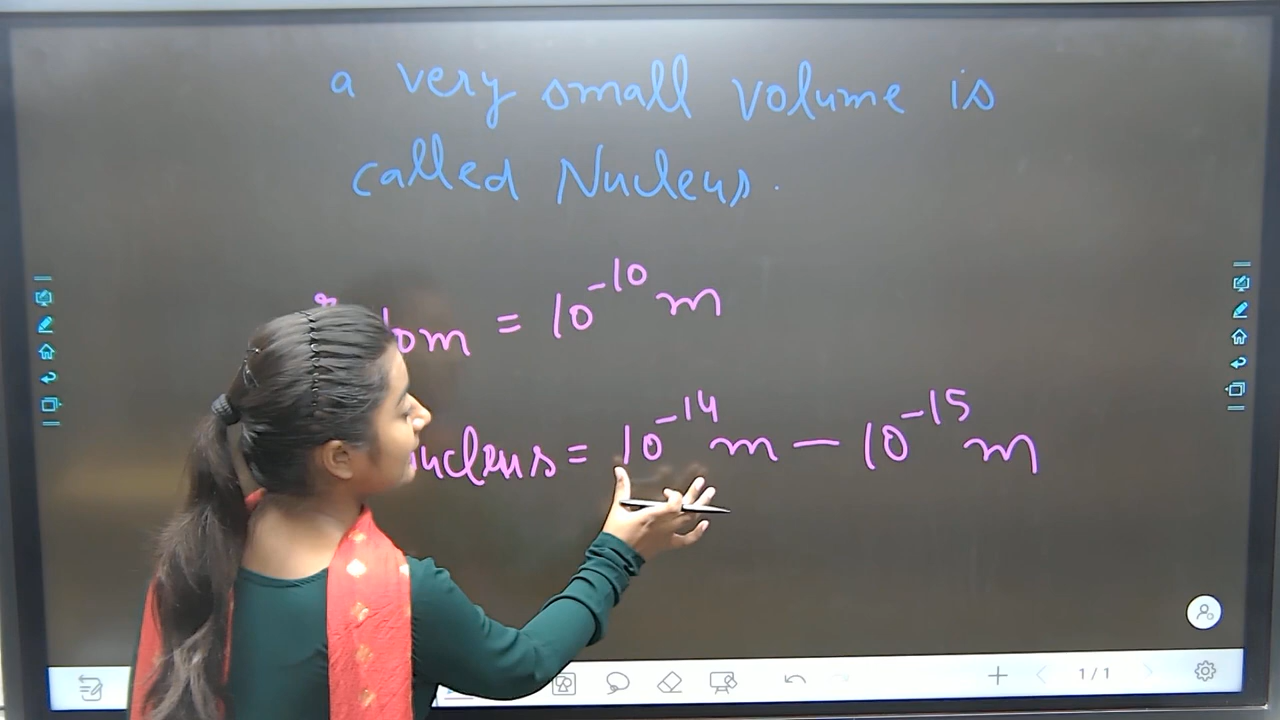 a very small volume is
called Nucleus.
= 10⁻¹⁰ m
= 10⁻¹⁴ m – 10⁻¹⁵ m
1/1